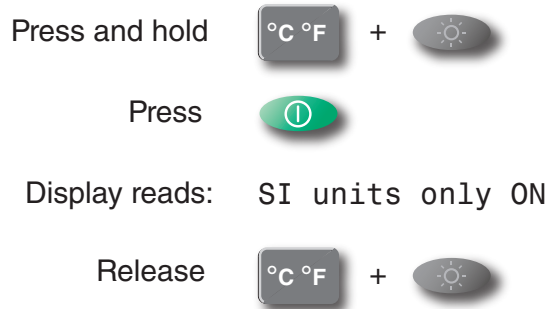 Press and hold °C °F +
Press
Display reads: SI units only ON
Release °C °F +